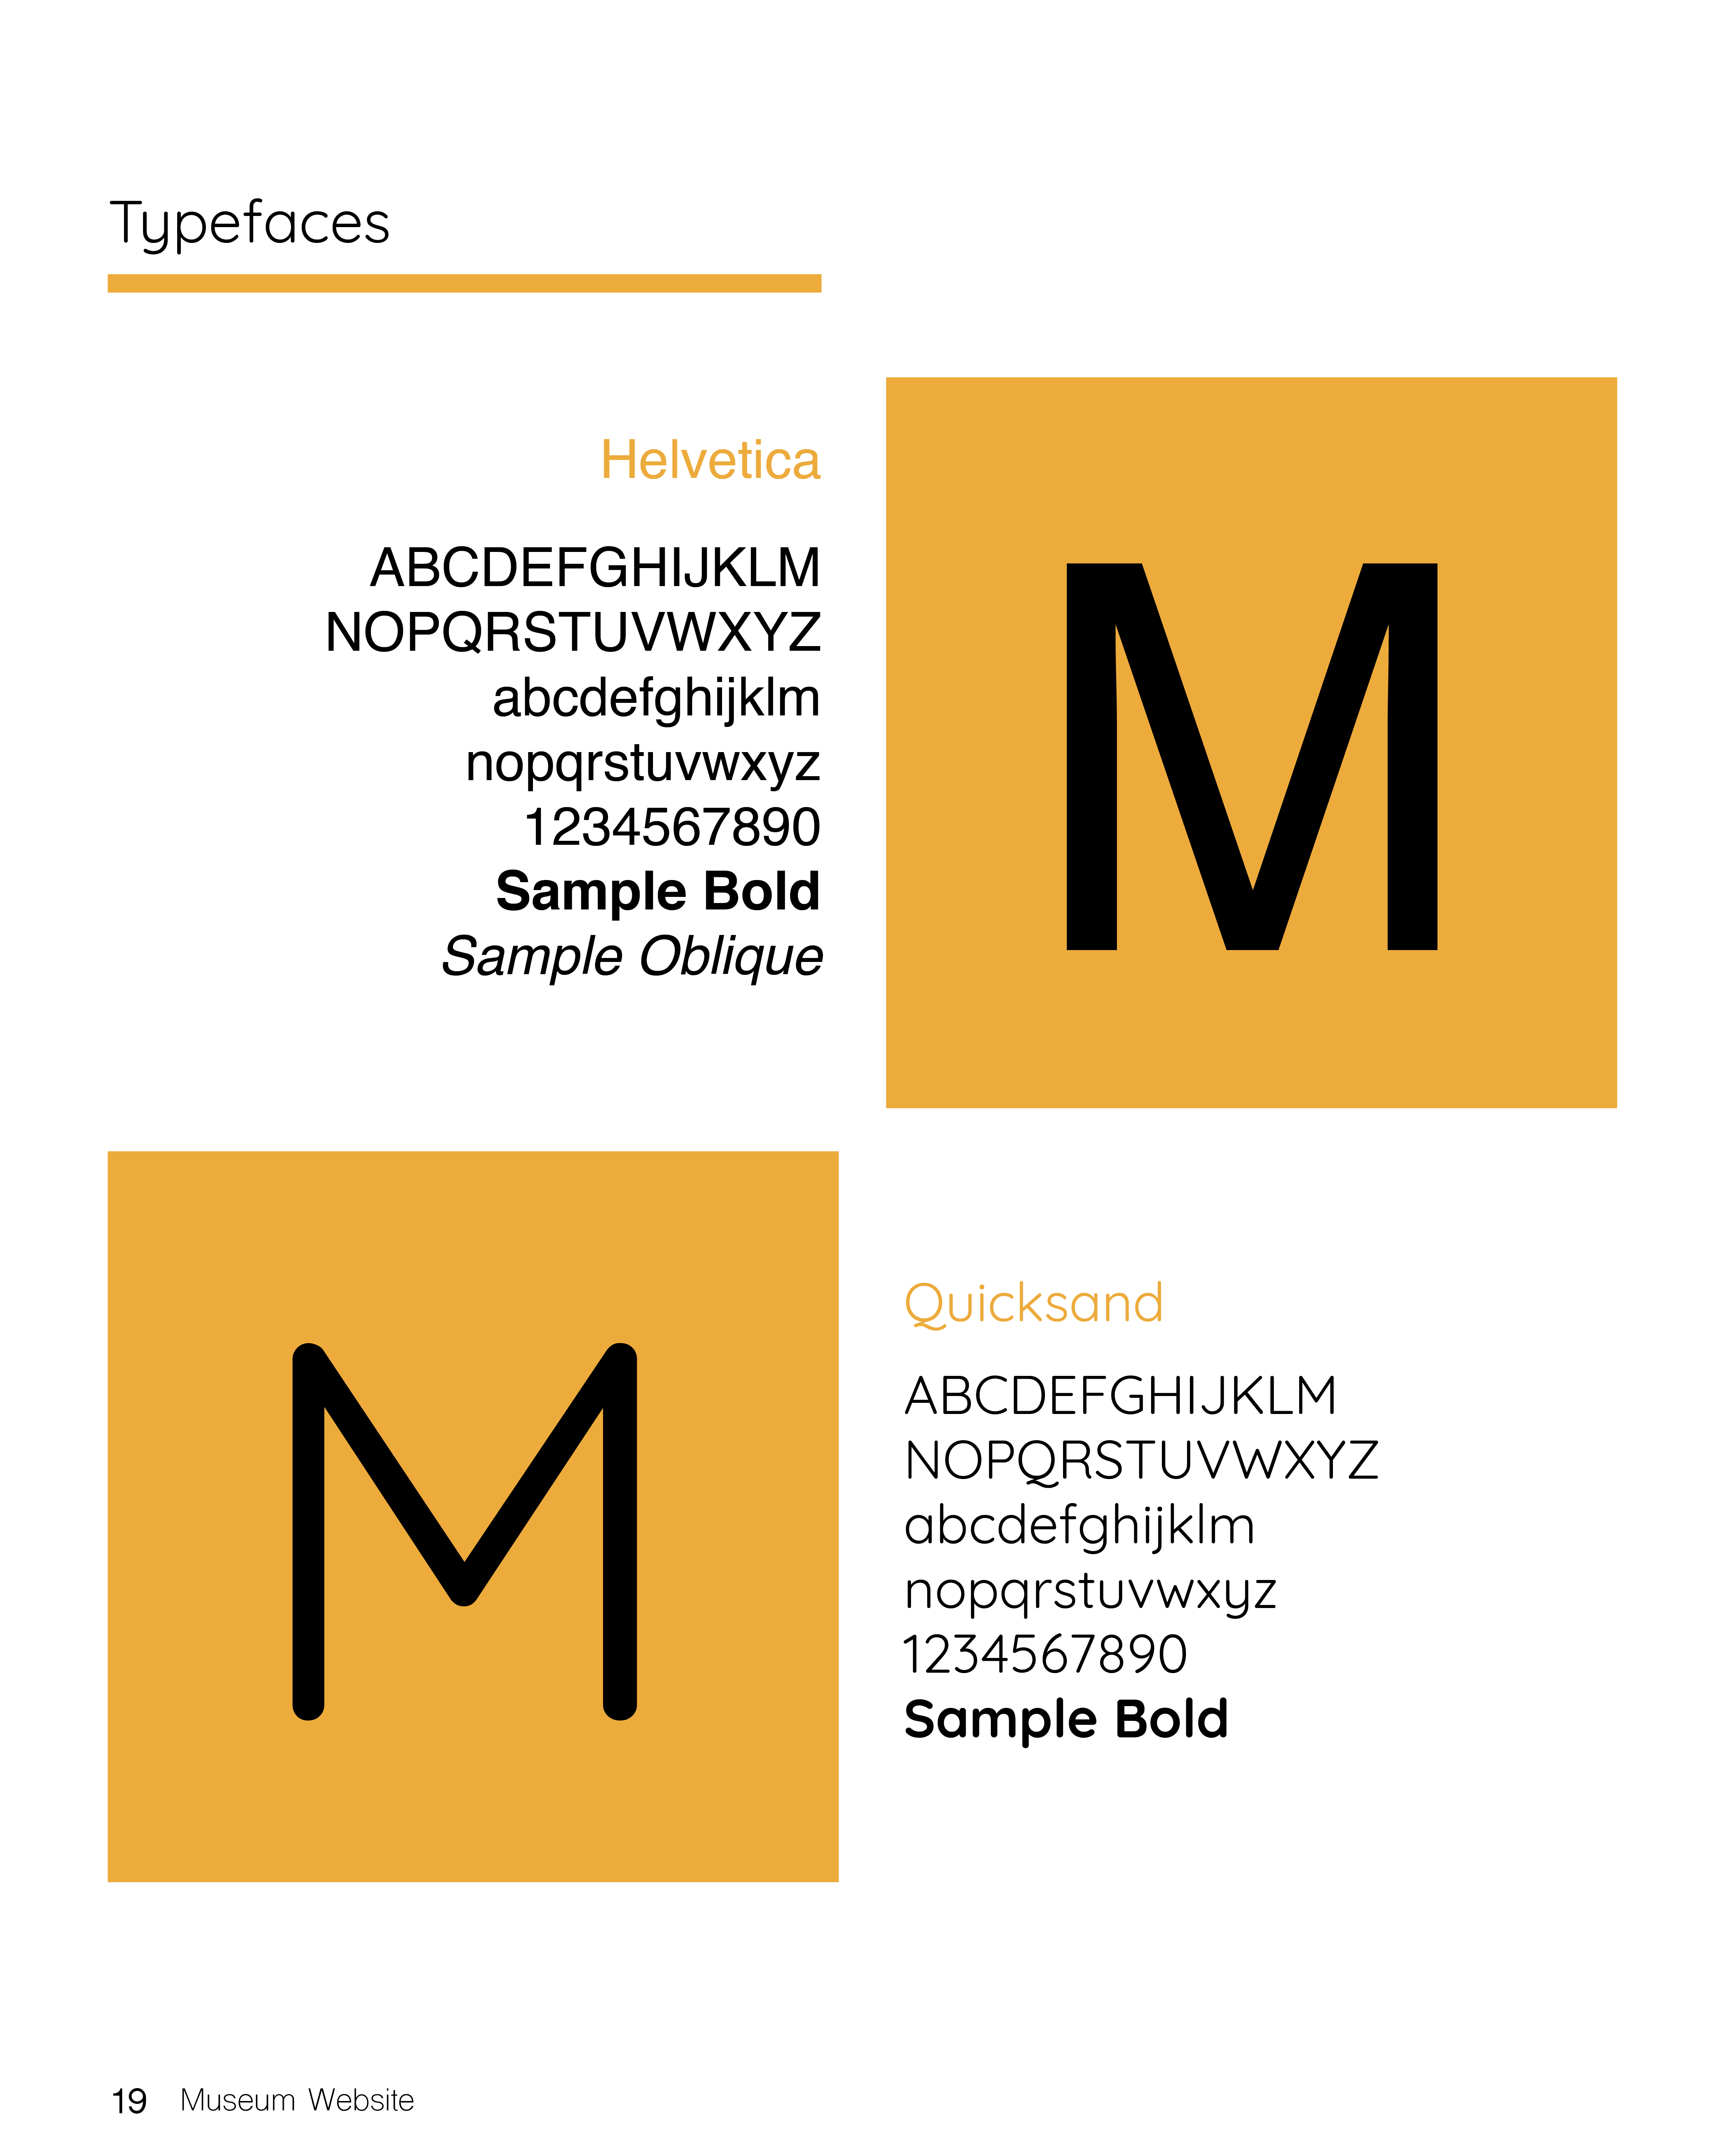 Typefaces
Helvetica
ABCDEFGHIJKLM
NOPQRSTUVWXYZ
abcdefghijklm
nopqrstuvwxyz
1234567890
Sample Bold
Sample Oblique
M
M
Quicksand
ABCDEFGHIJKLM
NOPQRSTUVWXYZ
abcdefghijklm
nopqrstuvwxyz
1234567890
Sample Bold
19 Museum Website